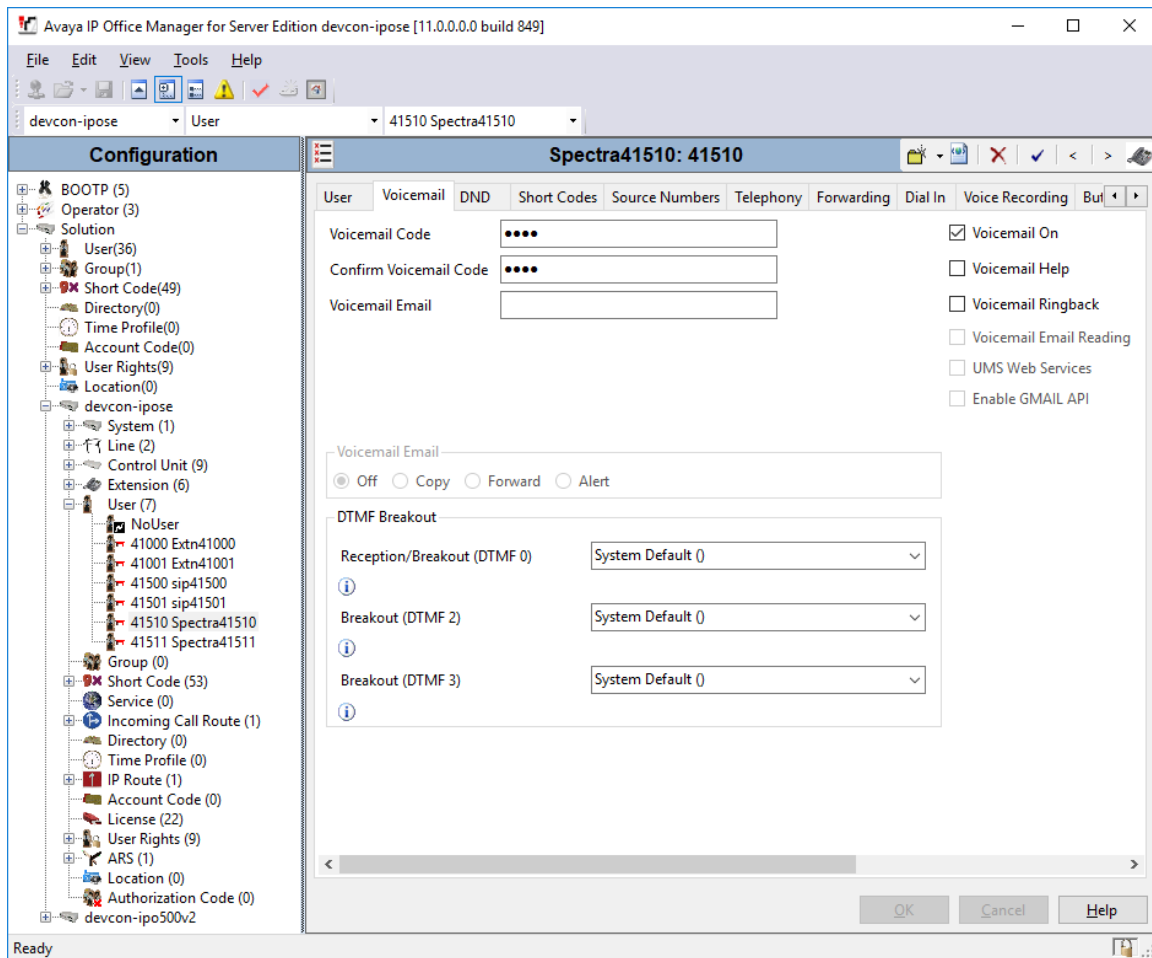 Avaya IP Office Manager for Server Edition devcon-ipose [11.0.0.0.0 build 849]
File Edit View Tools Help
devcon-ipose User 41510 Spectra41510
Configuration
BOOTP (5)
Operator (3)
Solution
User(36)
Group(1)
Short Code(49)
Directory(0)
Time Profile(0)
Account Code(0)
User Rights(9)
Location(0)
devcon-ipose
System (1)
Line (2)
Control Unit (9)
Extension (6)
User (7)
NoUser
41000 Extn41000
41001 Extn41001
41500 sip41500
41501 sip41501
41510 Spectra41510
41511 Spectra41511
Group (0)
Short Code (53)
Service (0)
Incoming Call Route (1)
Directory (0)
Time Profile (0)
IP Route (1)
Account Code (0)
License (22)
User Rights (9)
ARS (1)
Location (0)
Authorization Code (0)
devcon-ipo500v2
Spectra41510: 41510
User Voicemail DND Short Codes Source Numbers Telephony Forwarding Dial In Voice Recording But
Voicemail Code ●●●● Voicemail On
Confirm Voicemail Code ●●●● Voicemail Help
Voicemail Email Voicemail Ringback
Voicemail Email Reading
UMS Web Services
Enable GMAIL API
Voicemail Email
Off Copy Forward Alert
DTMF Breakout
Reception/Breakout (DTMF 0) System Default ()
Breakout (DTMF 2) System Default ()
Breakout (DTMF 3) System Default ()
OK Cancel Help
Ready